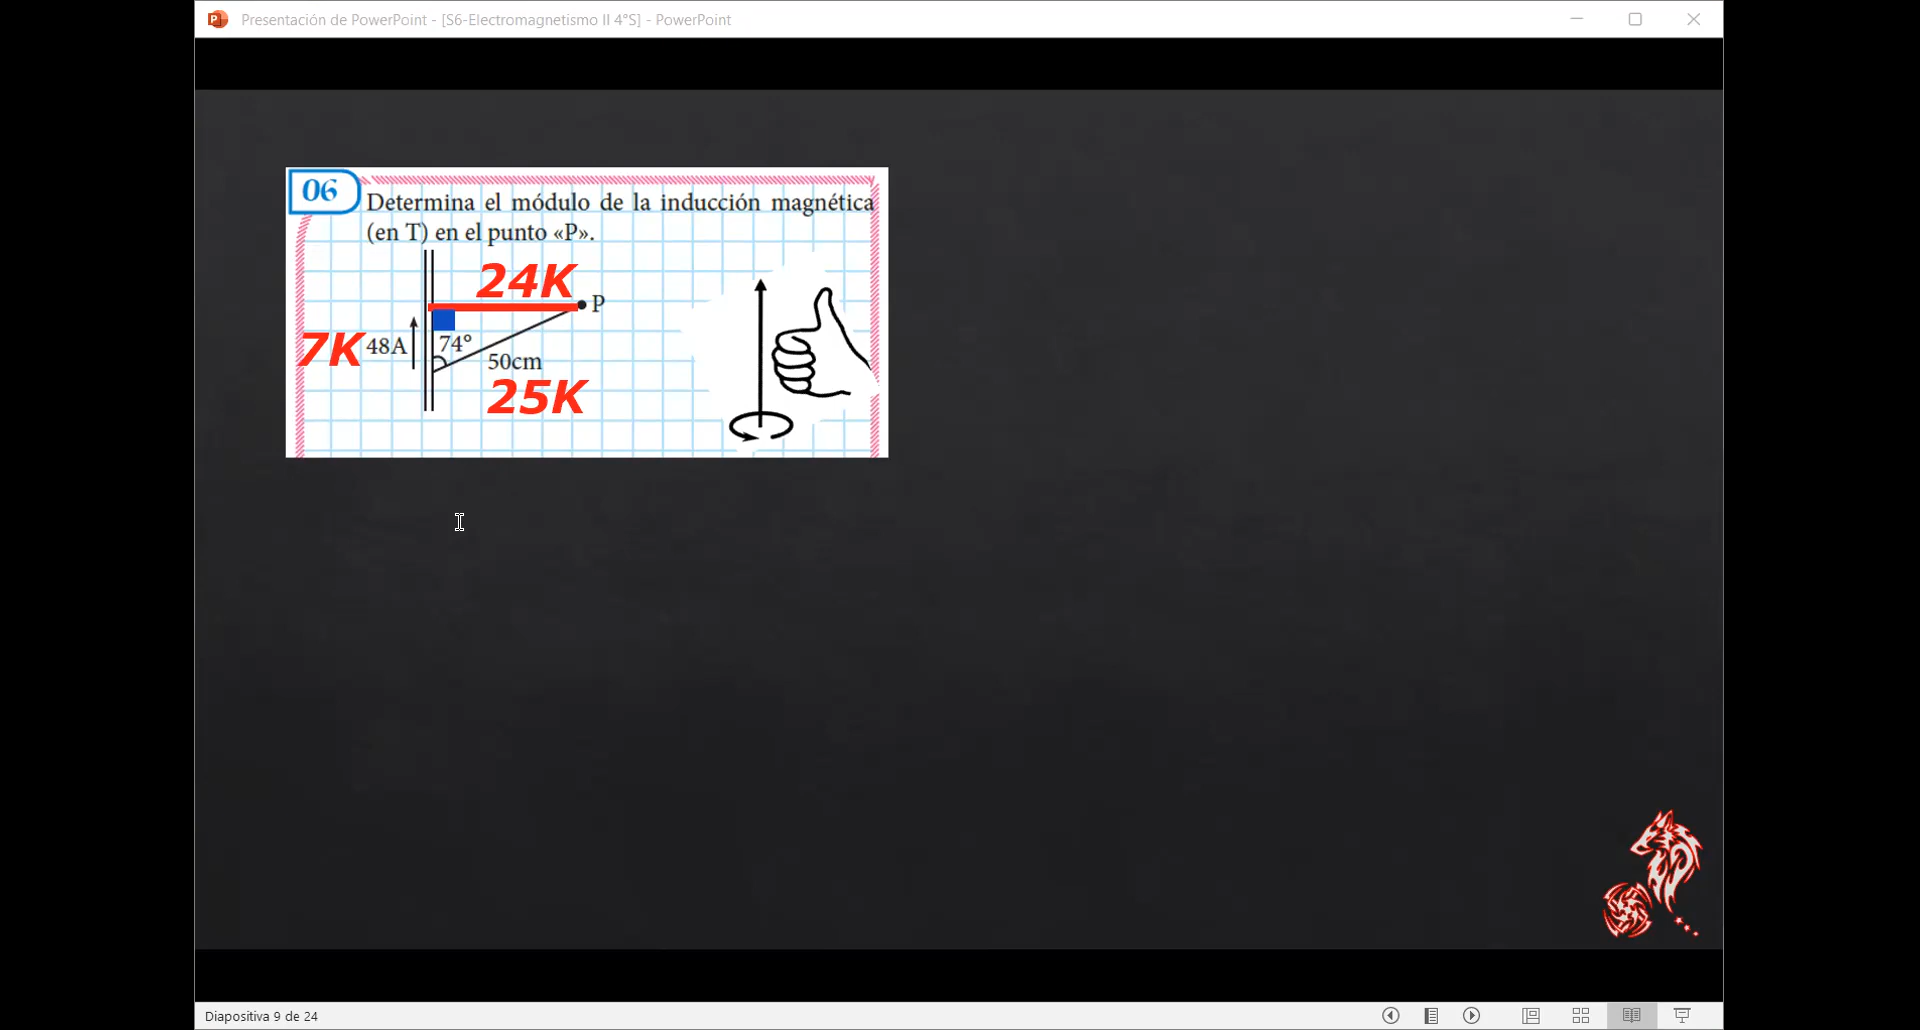 Presentación de PowerPoint - [S6-Electromagnetismo II 4°S] - PowerPoint
06
Determina el módulo de la inducción magnética
(en T) en el punto «P».
24K
P
7K
48A
74°
50cm
25K
Diapositiva 9 de 24